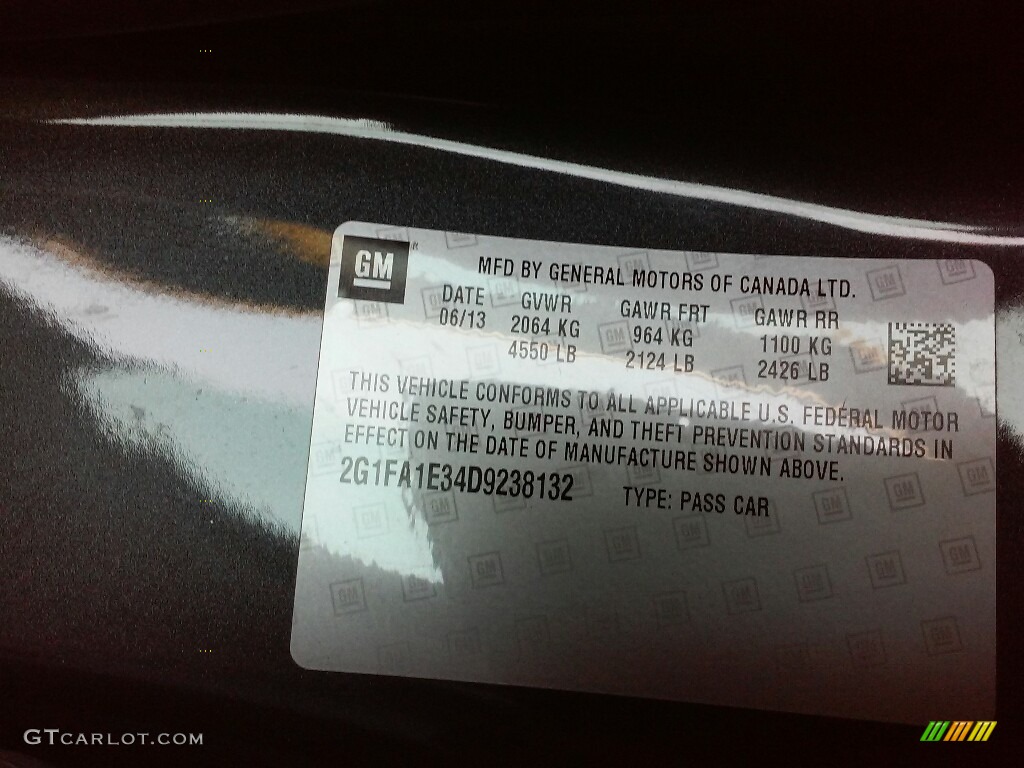 GM
MFD BY GENERAL MOTORS OF CANADA LTD.
DATE GVWR GAWR FRT GAWR RR
06/13 2064 KG 964 KG 1100 KG
4550 LB 2124 LB 2426 LB
THIS VEHICLE CONFORMS TO ALL APPLICABLE U.S. FEDERAL MOTOR
VEHICLE SAFETY, BUMPER, AND THEFT PREVENTION STANDARDS IN
EFFECT ON THE DATE OF MANUFACTURE SHOWN ABOVE.
2G1FA1E34D9238132 TYPE: PASS CAR
GTCARLOT.COM